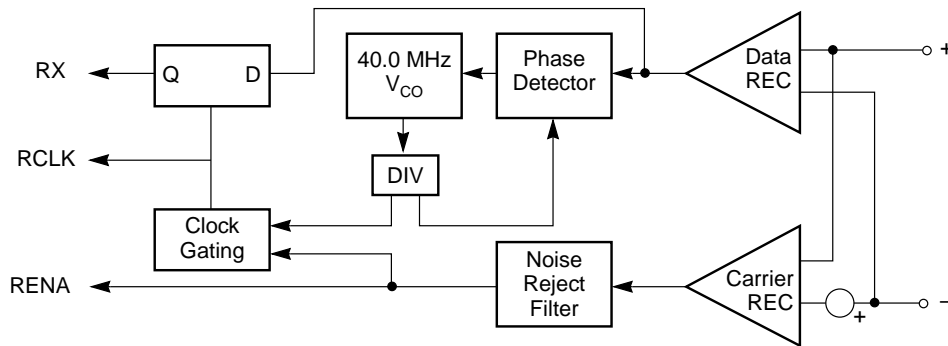 RX
Q
D
40.0 MHz
VCO
Phase
Detector
Data
REC
+
RCLK
DIV
Clock
Gating
RENA
Noise
Reject
Filter
Carrier
REC
+
–